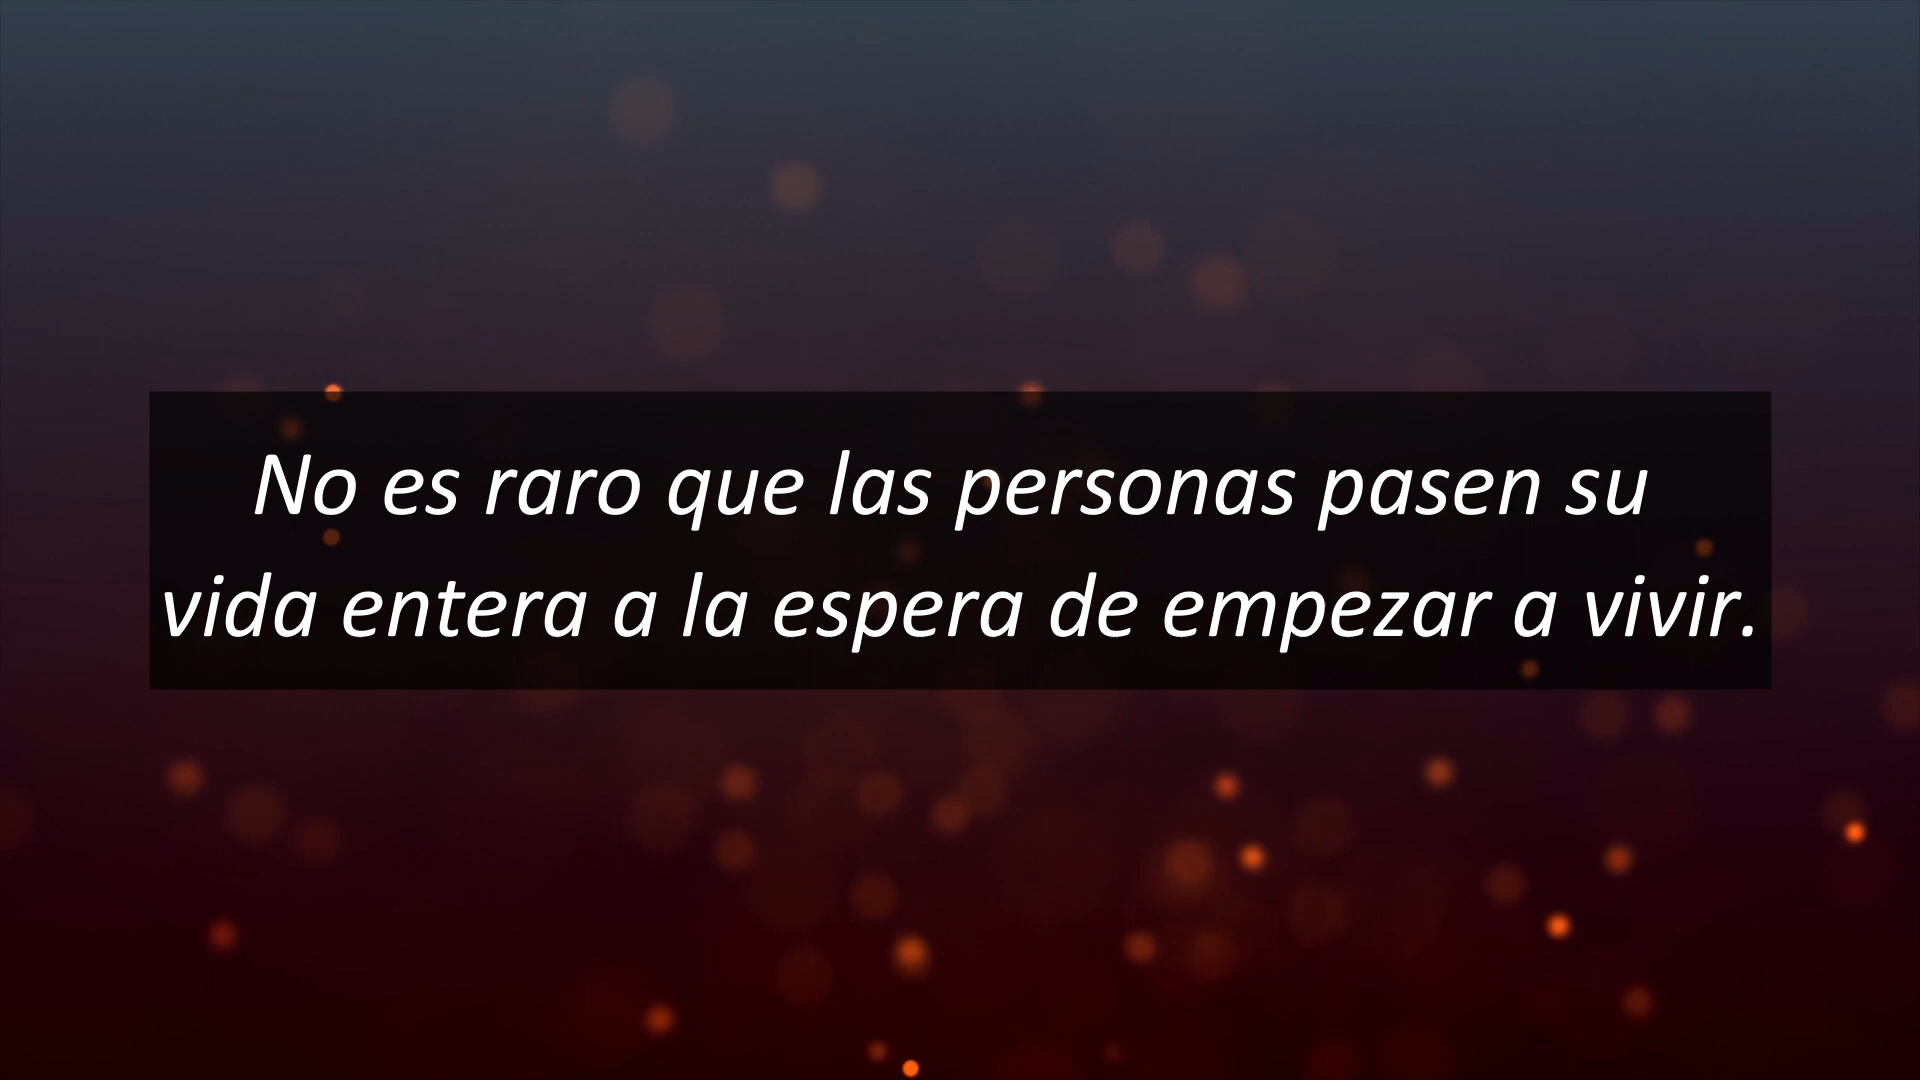 No es raro que las personas pasen su
vida entera a la espera de empezar a vivir.